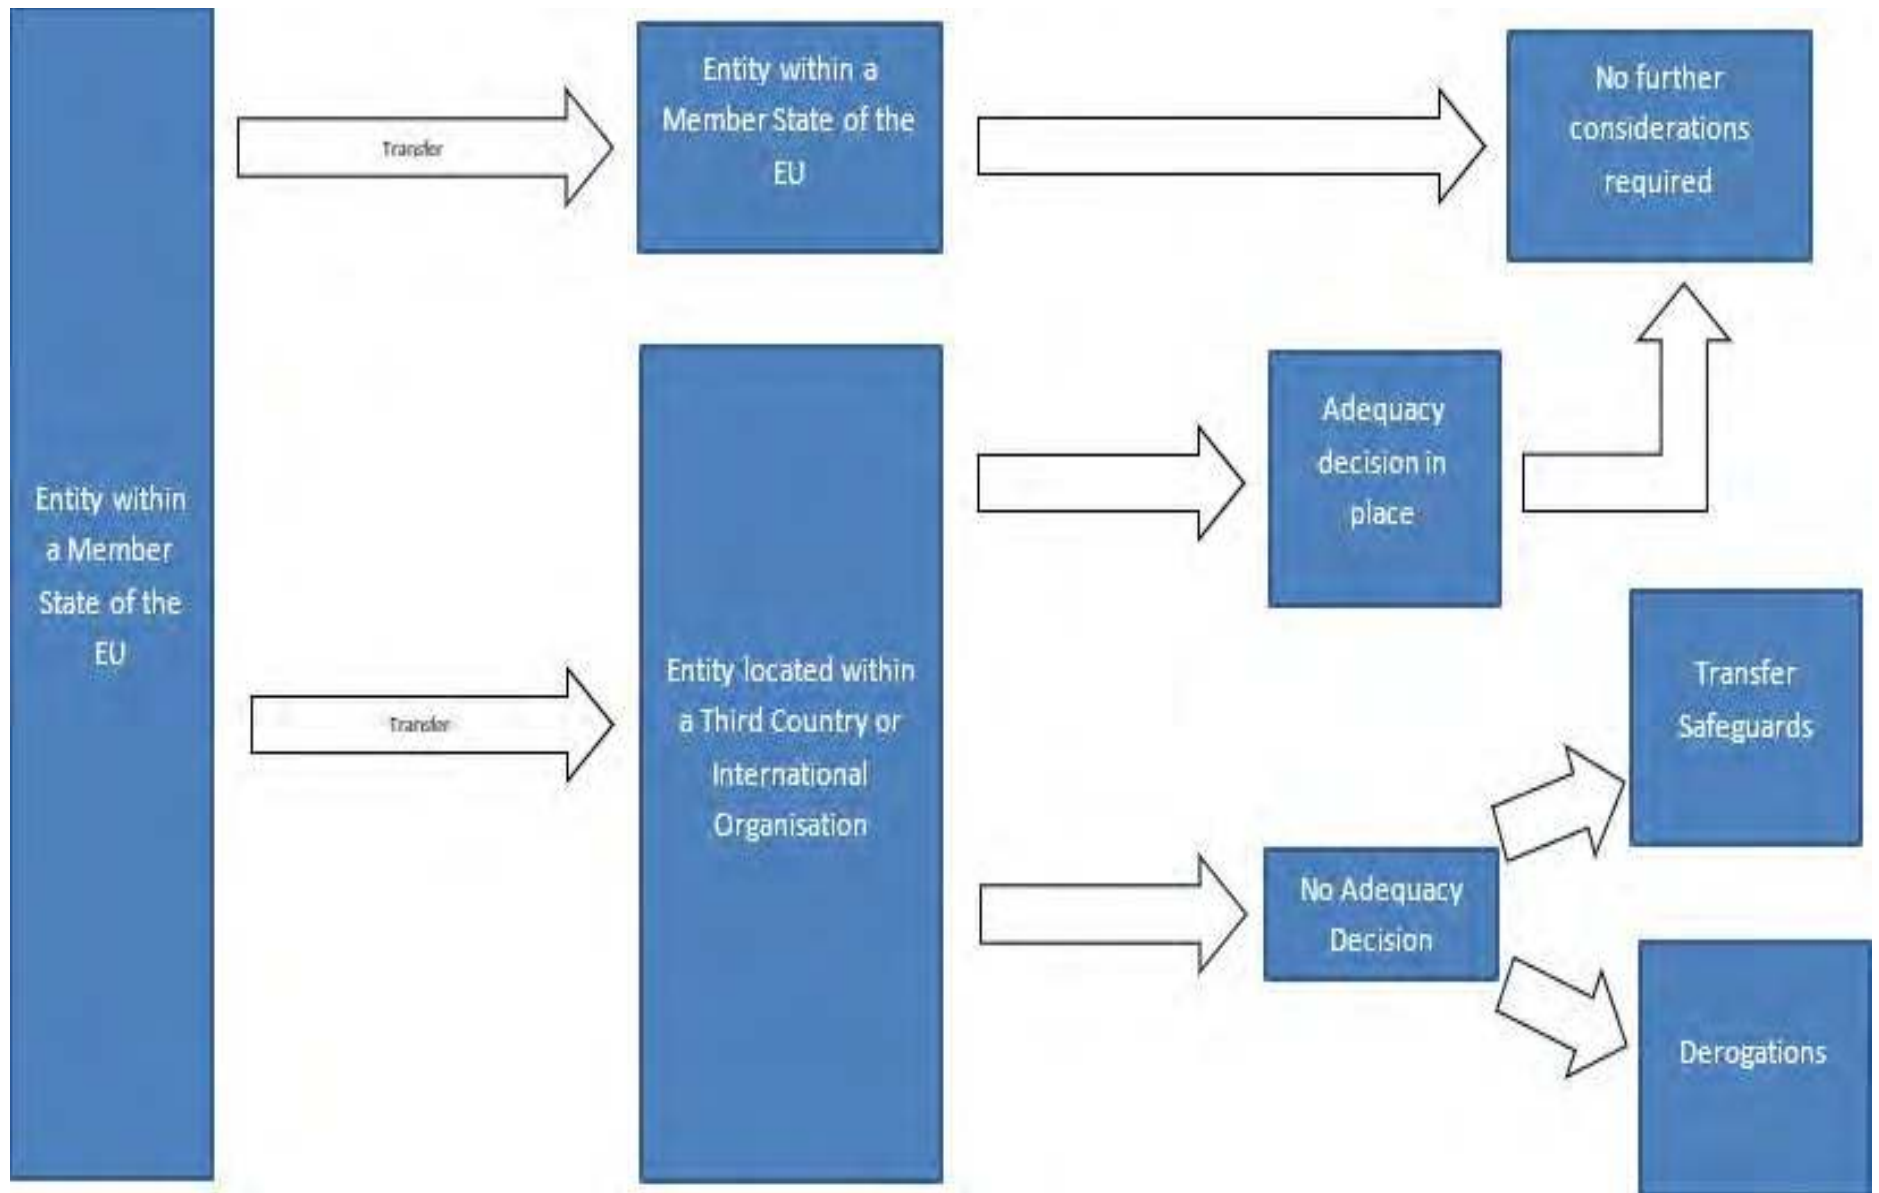 Entity within
a Member
State of the
EU
Transfer
Entity within a
Member State of the
EU
No further
considerations
required
Transfer
Entity located within
a Third Country or
International
Organisation
Adequacy
decision in
place
No Adequacy
Decision
Transfer
Safeguards
Derogations